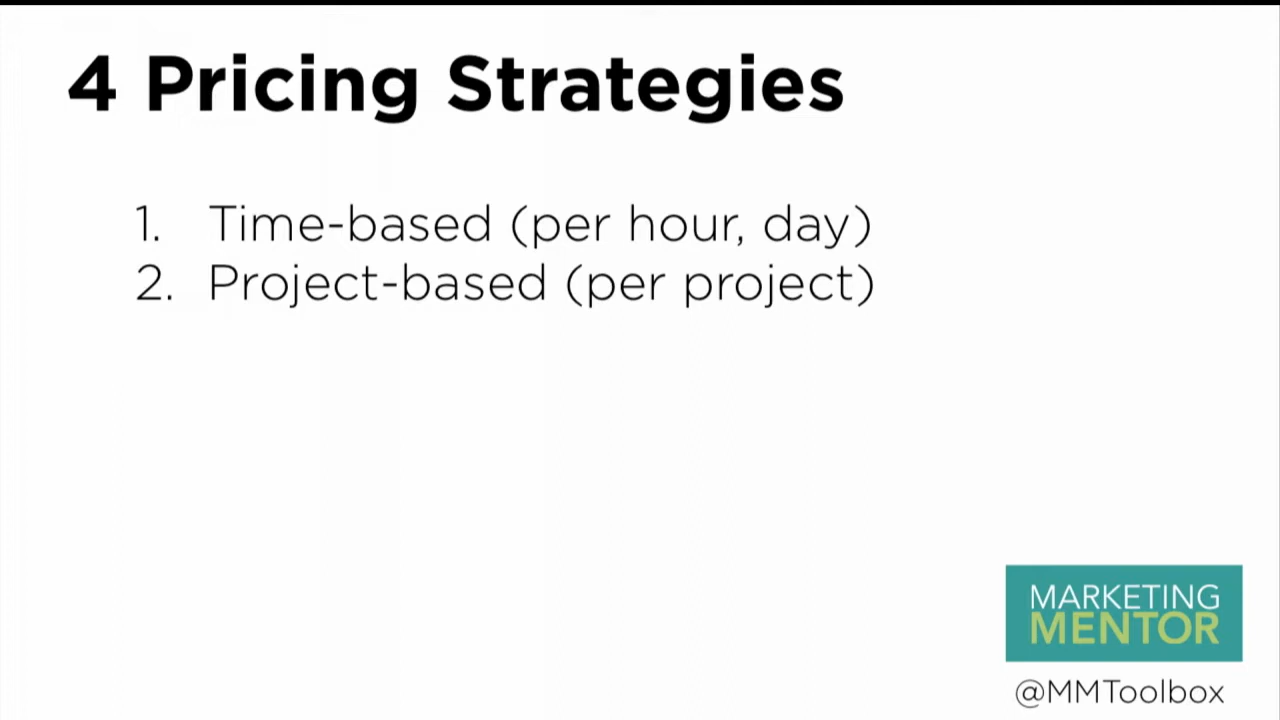 4 Pricing Strategies
1. Time-based (per hour, day)
2. Project-based (per project)
MARKETING
MENTOR
@MMToolbox